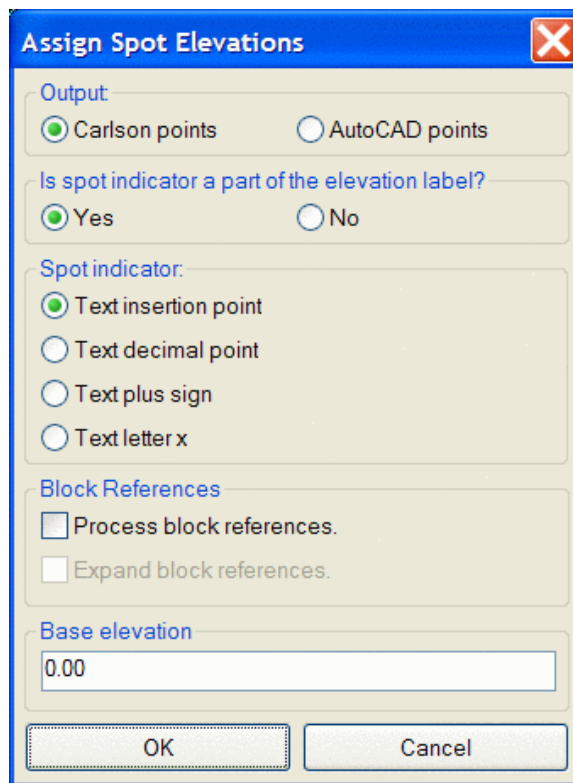 Assign Spot Elevations
Output:
Carlson points AutoCAD points
Is spot indicator a part of the elevation label?
Yes No
Spot indicator:
Text insertion point
Text decimal point
Text plus sign
Text letter x
Block References
Process block references.
Expand block references.
Base elevation
0.00
OK Cancel